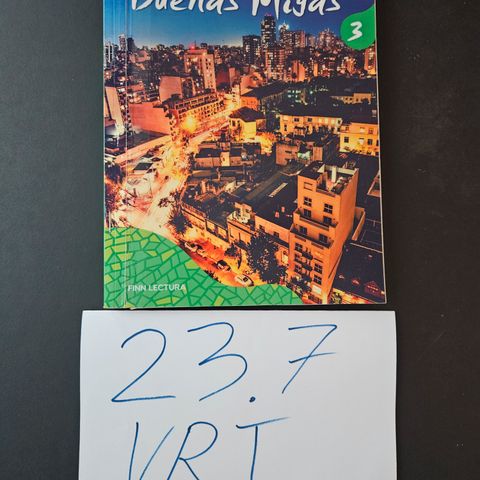 Buenas Migas
3
FINN LECTURA
23.7
VRT